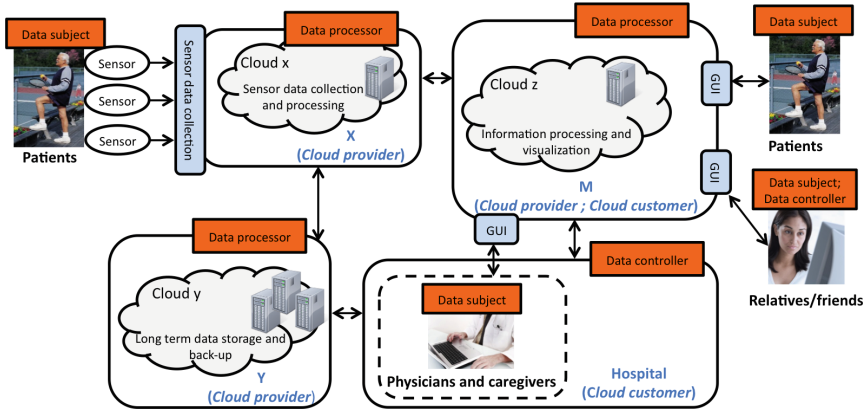 Data subject
Sensor
Sensor
Sensor
Patients
Sensor data collection
Data processor
Cloud x
Sensor data collection
and processing
X
(Cloud provider)
Data processor
Cloud z
Information processing and
visualization
M
(Cloud provider ; Cloud customer)
GUI
GUI
GUI
Data subject
Patients
Data subject;
Data controller
Relatives/friends
Data processor
Cloud y
Long term data storage and
back-up
Y
(Cloud provider)
Data controller
Data subject
Physicians and caregivers
Hospital
(Cloud customer)